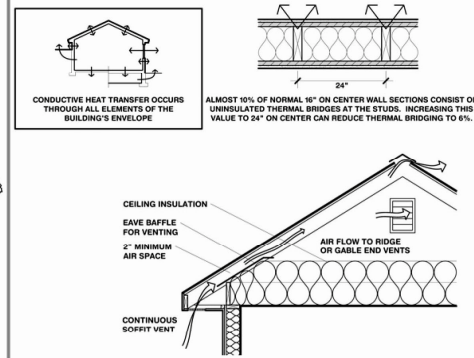 CONDUCTIVE HEAT TRANSFER OCCURS
THROUGH ALL ELEMENTS OF THE
BUILDING'S ENVELOPE
24"
ALMOST 10% OF NORMAL 16" ON CENTER WALL SECTIONS CONSIST OF
UNINSULATED THERMAL BRIDGES AT THE STUDS. INCREASING THIS
VALUE TO 24" ON CENTER CAN REDUCE THERMAL BRIDGING TO 6%.
CEILING INSULATION
EAVE BAFFLE
FOR VENTING
2" MINIMUM
AIR SPACE
AIR FLOW TO RIDGE
OR GABLE END VENTS
CONTINUOUS
SOFFIT VENT